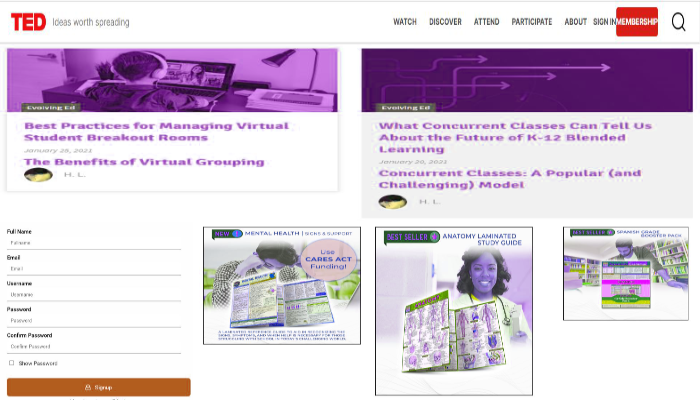 TED ideas worth spreading
WATCH DISCOVER ATTEND PARTICIPATE ABOUT SIGN IN MEMBERSHIP
Evolving Ed
Best Practices for Managing Virtual
Student Breakout Rooms
January 28, 2021
The Benefits of Virtual Grouping
H. L.
Evolving Ed
What Concurrent Classes Can Tell Us
About the Future of K-12 Blended
Learning
January 20, 2021
Concurrent Classes: A Popular (and
Challenging) Model
H. L.
Full Name
Fullname
Email
Email
Username
Username
Password
Password
Confirm Password
Confirm Password
Show Password
Signup
NEW MENTAL HEALTH | SIGNS & SUPPORT
Use
CARES ACT
Funding!
BEST SELLER ANATOMY LAMINATED
STUDY GUIDE
BEST SELLER SPANISH GRADE
BOOSTER PACK